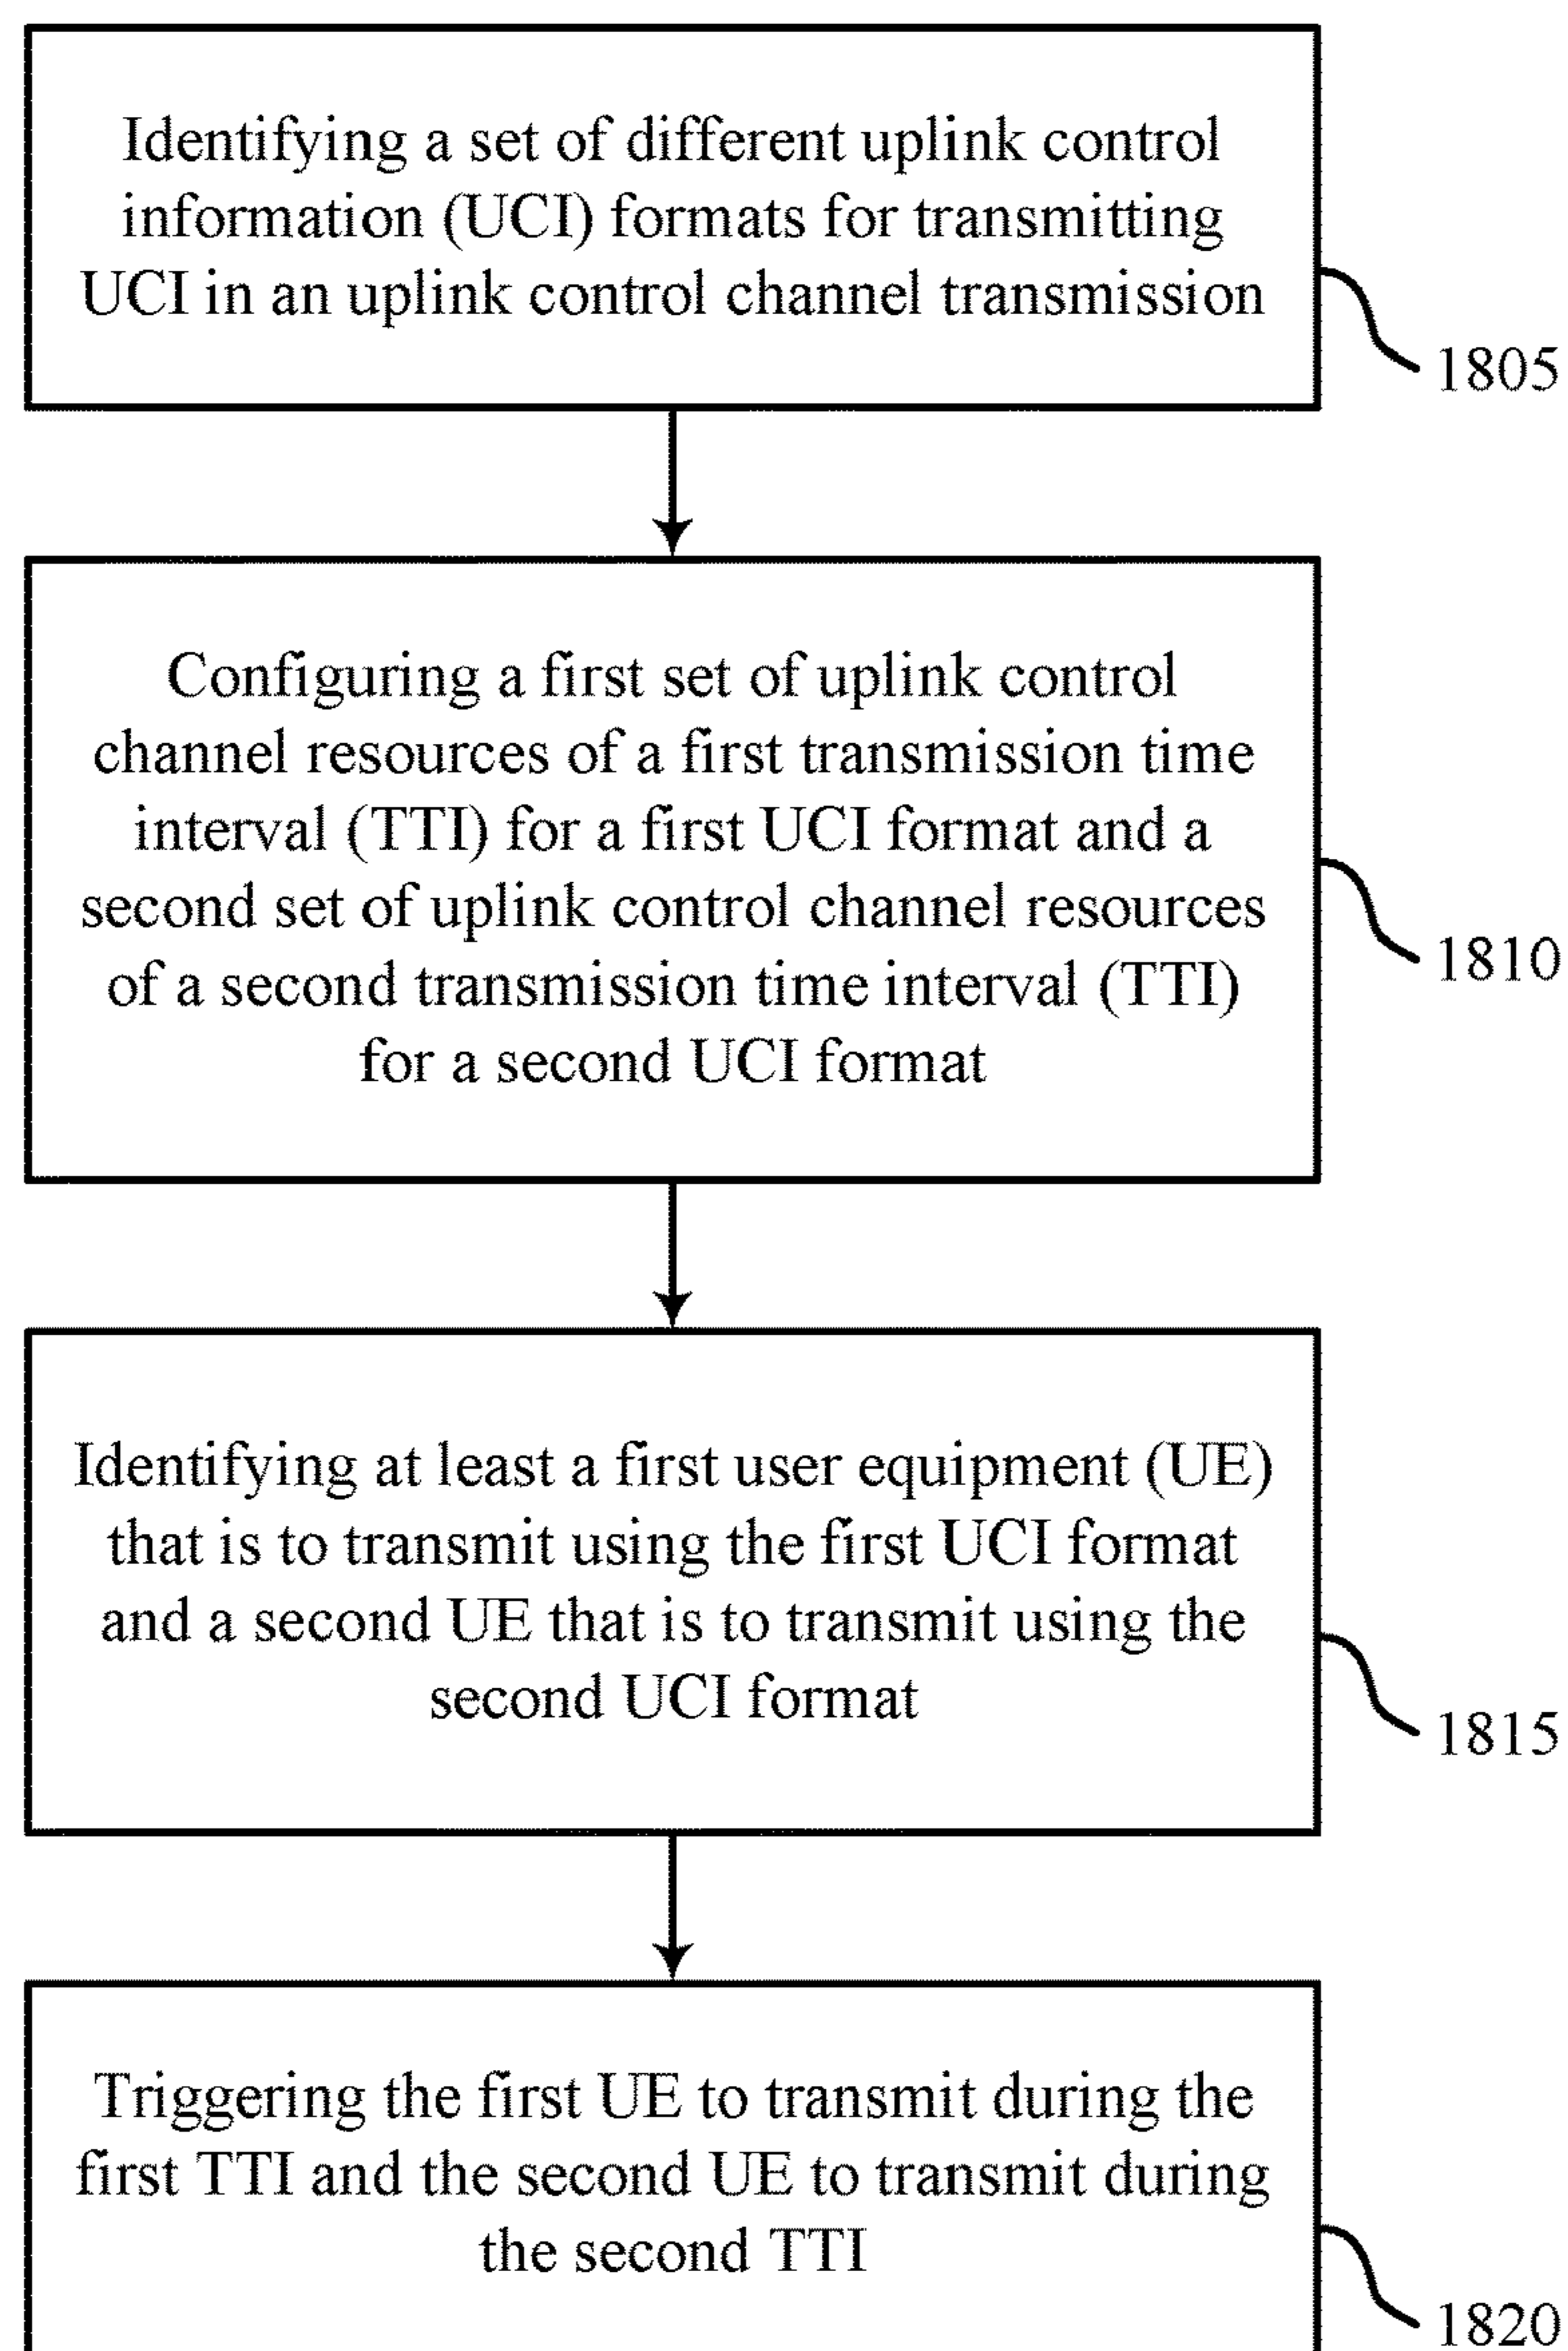 Identifying a set of different uplink control
information (UCI) formats for transmitting
UCI in an uplink control channel transmission
1805
Configuring a first set of uplink control
channel resources of a first transmission time
interval (TTI) for a first UCI format and a
second set of uplink control channel resources
of a second transmission time interval (TTI)
for a second UCI format
1810
Identifying at least a first user equipment (UE)
that is to transmit using the first UCI format
and a second UE that is to transmit using the
second UCI format
1815
Triggering the first UE to transmit during the
first TTI and the second UE to transmit during
the second TTI
1820